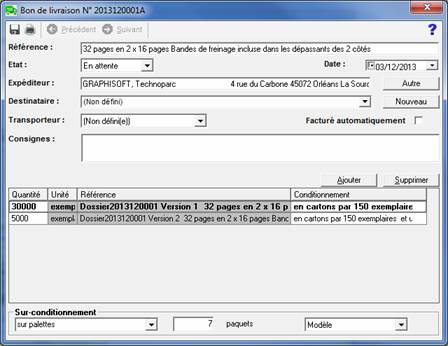 Bon de livraison N° 2013120001A
Précédent Suivant ?
Référence : 32 pages en 2 x 16 pages Bandes de freinage incluse dans les dépassants des 2 côtés
Etat : En attente Date : 03/12/2013
Expéditeur : GRAPHISOFT, Technoparc 4 rue du Carbone 45072 Orléans La Sourc Autre
Destinataire : (Non défini) Nouveau
Transporteur : (Non défini(e)) Facturé automatiquement
Consignes :
Ajouter Supprimer
Quantité Unité Référence Conditionnement
30000 exemp Dossier2013120001 Version 1 32 pages en 2 x 16 p en cartons par 150 exemplaire
5000 exempl Dossier2013120001 Version 2 32 pages en 2 x 16 pages Banc en cartons par 150 exemplaires et u
Sur-conditionnement
sur palettes 7 paquets Modèle